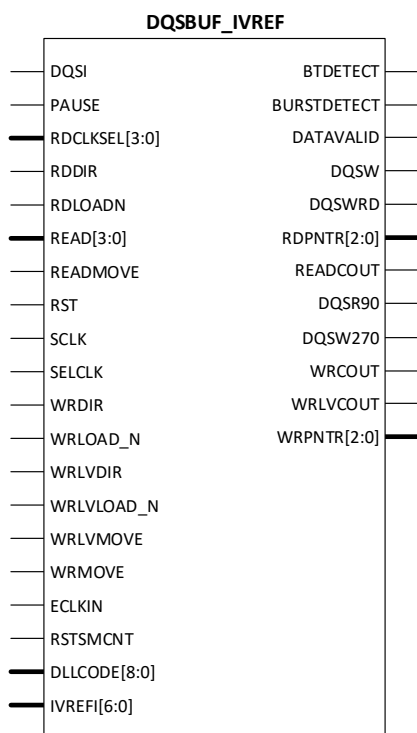 DQSBUF_IVREF
DQSI
PAUSE
RDCLKSEL[3:0]
RDDIR
RDLOADN
READ[3:0]
READMOVE
RST
SCLK
SELCLK
WRDIR
WRLOAD_N
WRLVDIR
WRLVLOAD_N
WRLVMOVE
WRMOVE
ECLKIN
RSTSMCNT
DLLCODE[8:0]
IVREFI[6:0]
BTDETECT
BURSTDETECT
DATAVALID
DQSW
DQSWRD
RDPNTR[2:0]
READCOUT
DQSR90
DQSW270
WRCOUT
WRLVCOUT
WRPNTR[2:0]